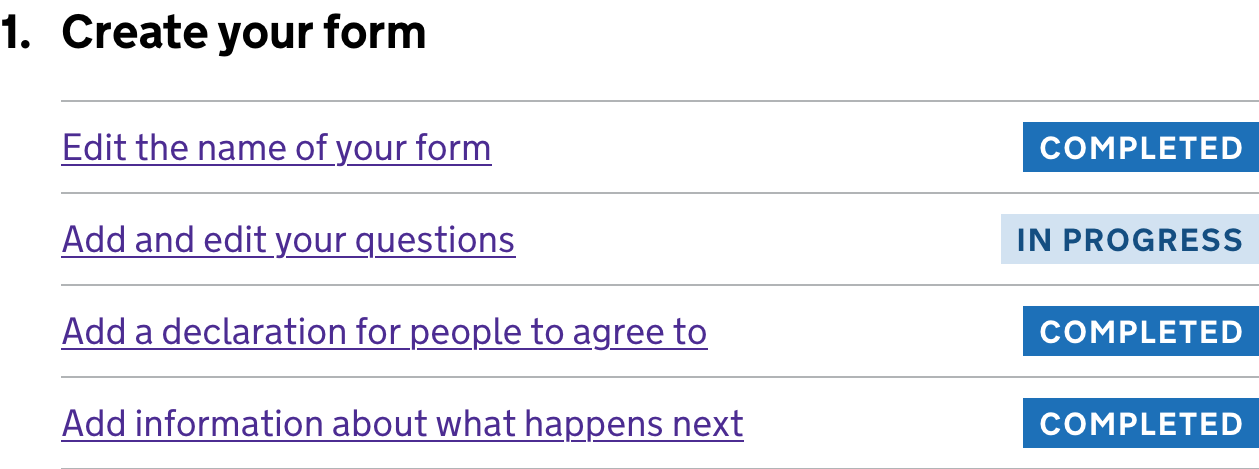 1. Create your form
Edit the name of your form COMPLETED
Add and edit your questions IN PROGRESS
Add a declaration for people to agree to COMPLETED
Add information about what happens next COMPLETED